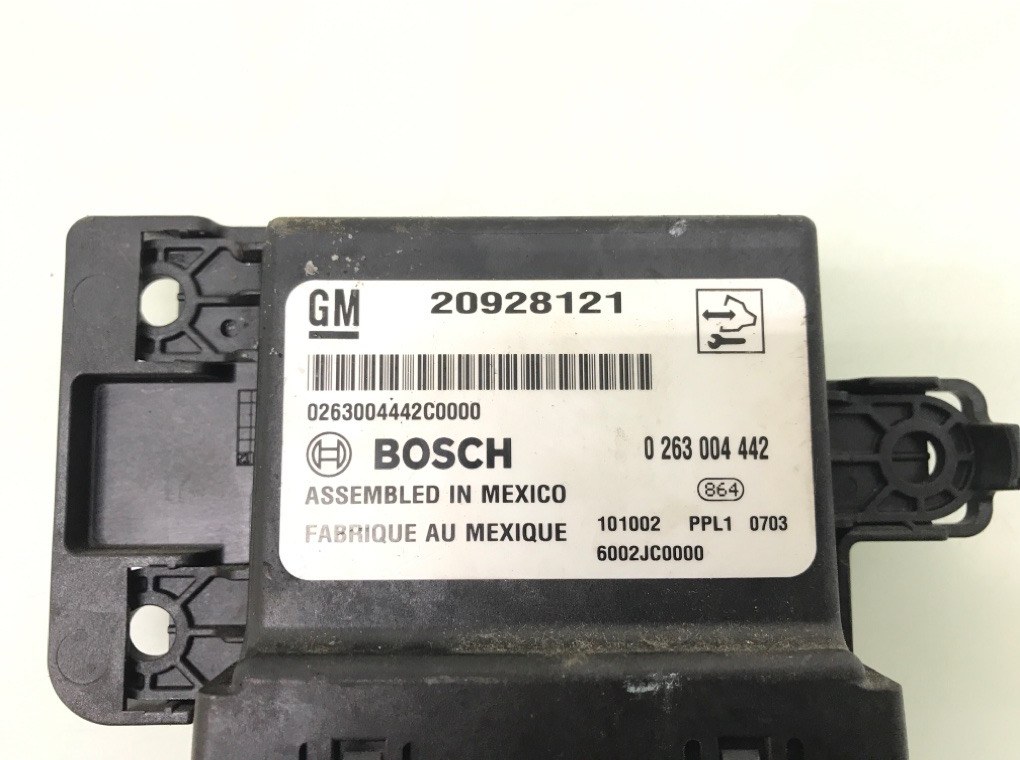 GM 20928121
0263004442C0000
BOSCH 0 263 004 442
ASSEMBLED IN MEXICO 864
FABRIQUE AU MEXIQUE 101002 PPL1 0703
6002JC0000